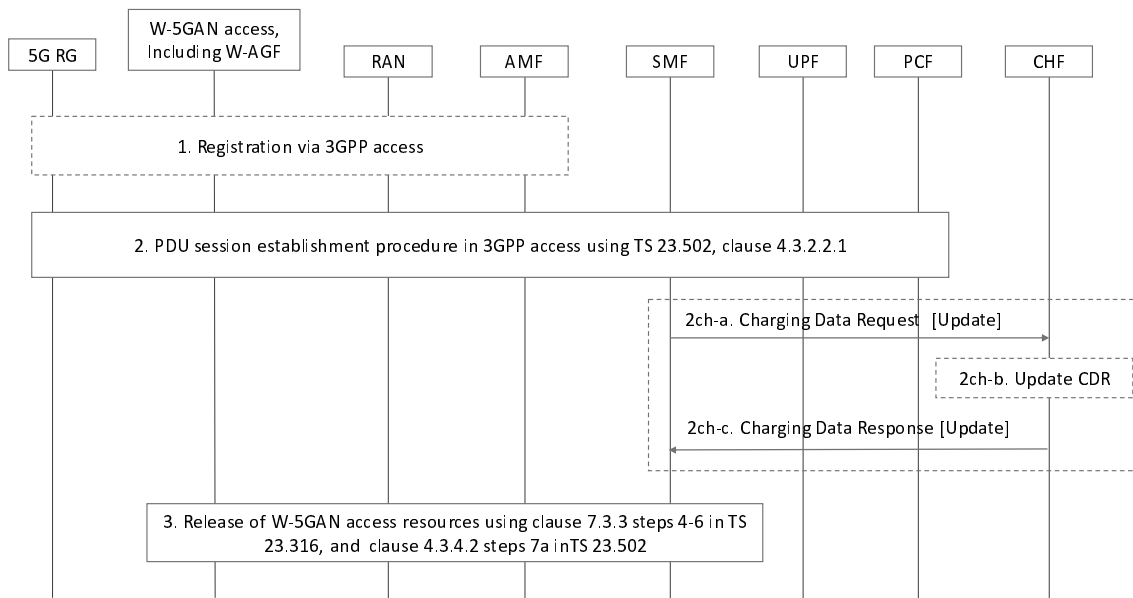 W-5GAN access,
Including W-AGF
5G RG
RAN
AMF
SMF
UPF
PCF
CHF
1. Registration via 3GPP access
2. PDU session establishment procedure in 3GPP access using TS 23.502, clause 4.3.2.2.1
2ch-a. Charging Data Request [Update]
2ch-b. Update CDR
2ch-c. Charging Data Response [Update]
3. Release of W-5GAN access resources using clause 7.3.3 steps 4-6 in TS
23.316, and clause 4.3.4.2 steps 7a inTS 23.502